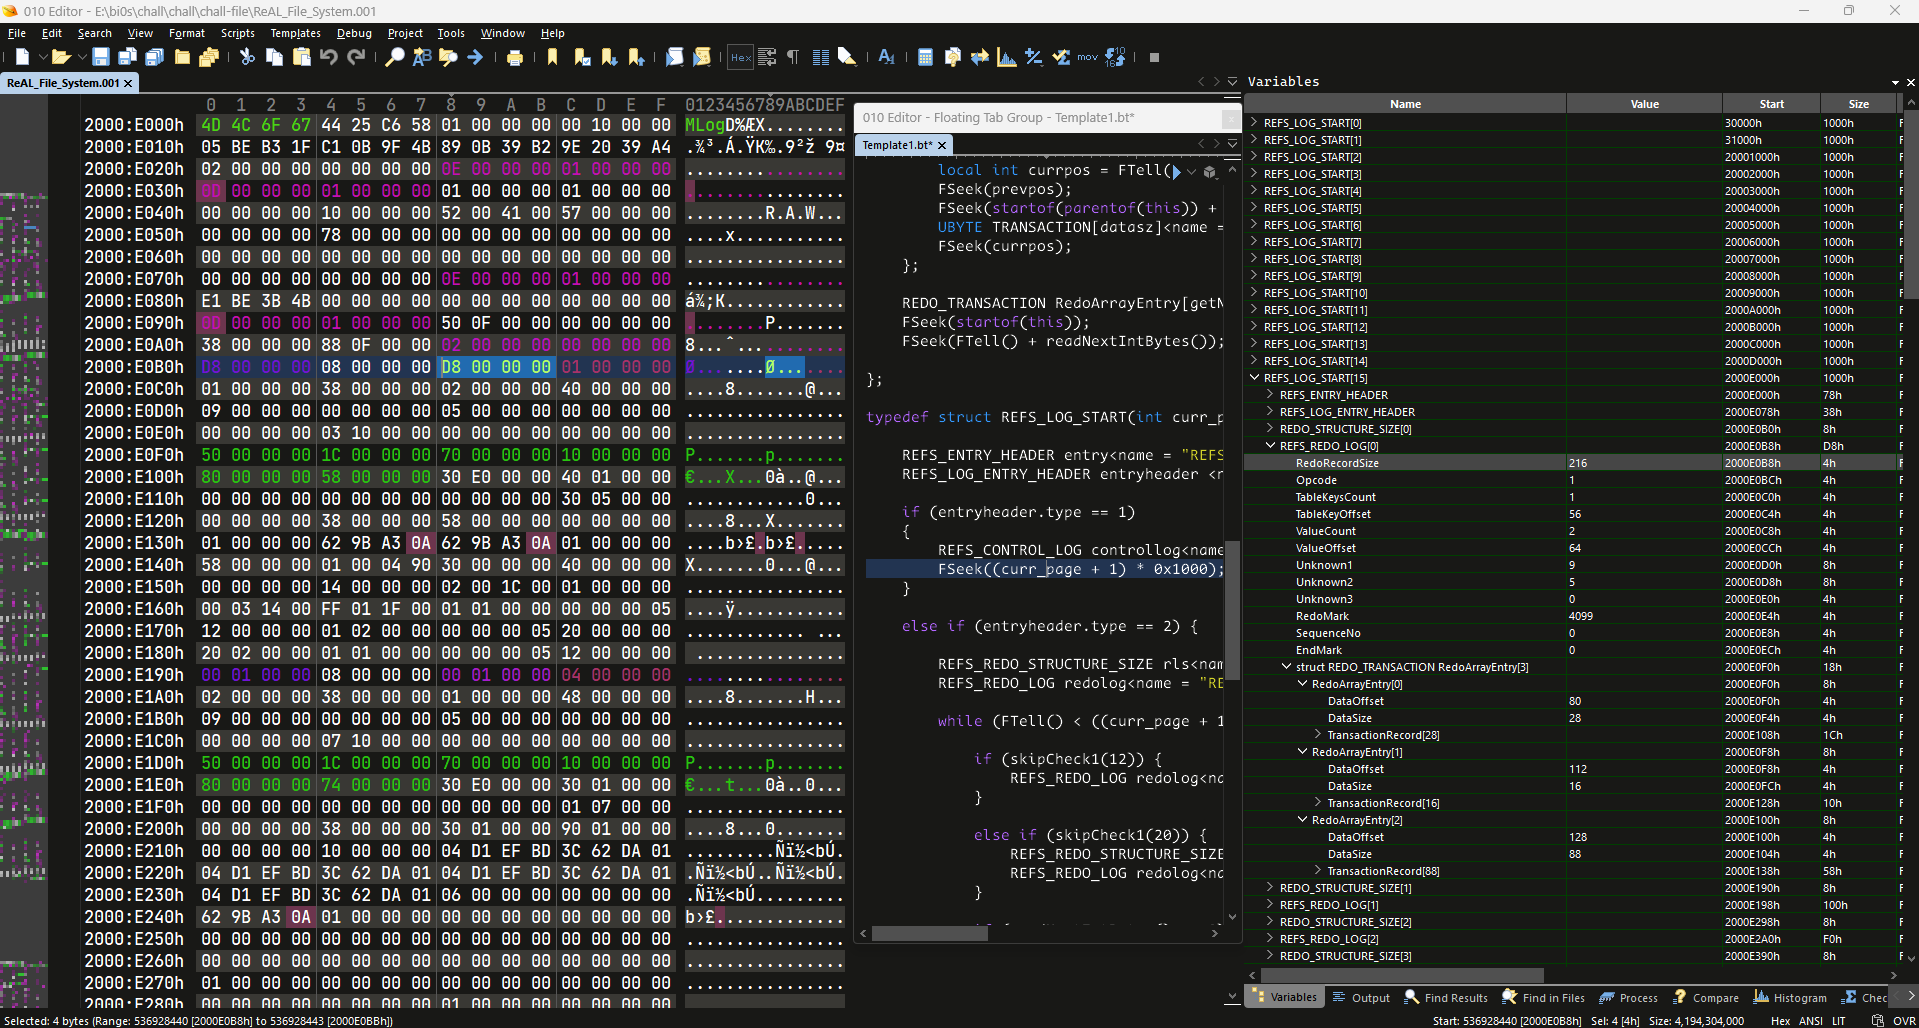 010 Editor - E:\bi0s\chall\chall\chall-file\ReAL_File_System.001
File Edit Search View Format Scripts Templates Debug Project Tools Window Help
ReAL_File_System.001
0 1 2 3 4 5 6 7 8 9 A B C D E F 0123456789ABCDEF
2000:E000h 4D 4C 6F 67 44 25 C6 58 01 00 00 00 00 10 00 00 MLogD%ÆX........
2000:E010h 05 BE B3 1F C1 0B 9F 4B 89 0B 39 B2 9E 20 39 A4 .¾³.Á.ŸK‰.9²ž 9¤
2000:E020h 02 00 00 00 00 00 00 00 0E 00 00 00 01 00 00 00 ................
2000:E030h 0D 00 00 00 01 00 00 00 01 00 00 00 01 00 00 00 ................
2000:E040h 00 00 00 00 10 00 00 00 52 00 41 00 57 00 00 00 ........R.A.W...
2000:E050h 00 00 00 00 78 00 00 00 00 00 00 00 00 00 00 00 ....x...........
2000:E060h 00 00 00 00 00 00 00 00 00 00 00 00 00 00 00 00 ................
2000:E070h 00 00 00 00 00 00 00 00 0E 00 00 00 01 00 00 00 ................
2000:E080h E1 BE 3B 4B 00 00 00 00 00 00 00 00 00 00 00 00 á¾;K............
2000:E090h 0D 00 00 00 01 00 00 00 50 0F 00 00 00 00 00 00 ........P.......
2000:E0A0h 38 00 00 00 88 0F 00 00 02 00 00 00 00 00 00 00 8...ˆ...........
2000:E0B0h D8 00 00 00 08 00 00 00 D8 00 00 00 01 00 00 00 Ø.......Ø.......
2000:E0C0h 01 00 00 00 38 00 00 00 02 00 00 00 40 00 00 00 ....8.......@...
2000:E0D0h 09 00 00 00 00 00 00 00 05 00 00 00 00 00 00 00 ................
2000:E0E0h 00 00 00 00 03 10 00 00 00 00 00 00 00 00 00 00 ................
2000:E0F0h 50 00 00 00 1C 00 00 00 70 00 00 00 10 00 00 00 P.......p.......
2000:E100h 80 00 00 00 58 00 00 00 30 E0 00 00 40 01 00 00 €...X...0à..@...
2000:E110h 00 00 00 00 00 00 00 00 00 00 00 00 30 05 00 00 ............0...
2000:E120h 00 00 00 00 38 00 00 00 58 00 00 00 00 00 00 00 ....8...X.......
2000:E130h 01 00 00 00 62 9B A3 0A 62 9B A3 0A 01 00 00 00 ....b›£.b›£.....
2000:E140h 58 00 00 00 01 00 04 90 30 00 00 00 40 00 00 00 X.......0...@...
2000:E150h 00 00 00 00 14 00 00 00 02 00 1C 00 01 00 00 00 ................
2000:E160h 00 03 14 00 FF 01 1F 00 01 01 00 00 00 00 00 05 ....ÿ...........
2000:E170h 12 00 00 00 01 02 00 00 00 00 00 05 20 00 00 00 ............ ...
2000:E180h 20 02 00 00 01 01 00 00 00 00 00 05 12 00 00 00 ...............
2000:E190h 00 01 00 00 08 00 00 00 00 01 00 00 04 00 00 00 ................
2000:E1A0h 02 00 00 00 38 00 00 00 01 00 00 00 48 00 00 00 ....8.......H...
2000:E1B0h 09 00 00 00 00 00 00 00 05 00 00 00 00 00 00 00 ................
2000:E1C0h 00 00 00 00 07 10 00 00 00 00 00 00 00 00 00 00 ................
2000:E1D0h 50 00 00 00 1C 00 00 00 70 00 00 00 10 00 00 00 P.......p.......
2000:E1E0h 80 00 00 00 74 00 00 00 30 E0 00 00 30 01 00 00 €...t...0à..0...
2000:E1F0h 00 00 00 00 00 00 00 00 00 00 00 00 01 07 00 00 ................
2000:E200h 00 00 00 00 38 00 00 00 30 01 00 00 90 01 00 00 ....8...0.......
2000:E210h 00 00 00 00 10 00 00 00 04 D1 EF BD 3C 62 DA 01 .........Ñï½<bÚ.
2000:E220h 04 D1 EF BD 3C 62 DA 01 04 D1 EF BD 3C 62 DA 01 .Ñï½<bÚ..Ñï½<bÚ.
2000:E230h 04 D1 EF BD 3C 62 DA 01 06 00 00 00 00 00 00 00 .Ñï½<bÚ.........
2000:E240h 62 9B A3 0A 01 00 00 00 00 00 00 00 00 00 00 00 b›£.............
2000:E250h 00 00 00 00 00 00 00 00 00 00 00 00 00 00 00 00 ................
2000:E260h 00 00 00 00 00 00 00 00 00 00 00 00 00 00 00 00 ................
2000:E270h 01 00 00 00 00 00 00 00 00 00 00 00 00 00 00 00 ................
2000:E280h 00 00 00 00 00 00 00 00 01 00 00 00 00 00 00 00
010 Editor - Floating Tab Group - Template1.bt*
Template1.bt*
local int currpos = FTell(
FSeek(prevpos);
FSeek(startof(parentof(this)) +
UBYTE TRANSACTION[datasz]<name =
FSeek(currpos);
};
REDO_TRANSACTION RedoArrayEntry[getN
FSeek(startof(this));
FSeek(FTell() + readNextIntBytes());
};
typedef struct REFS_LOG_START(int curr_p
REFS_ENTRY_HEADER entry<name = "REFS
REFS_LOG_ENTRY_HEADER entryheader <n
if (entryheader.type == 1)
{
REFS_CONTROL_LOG controllog<name
FSeek((curr_page + 1) * 0x1000);
}
else if (entryheader.type == 2) {
REFS_REDO_STRUCTURE_SIZE rls<nam
REFS_REDO_LOG redolog<name = "RE
while (FTell() < ((curr_page + 1
if (skipCheck1(12)) {
REFS_REDO_LOG redolog<na
}
else if (skipCheck1(20)) {
REFS_REDO_STRUCTURE_SIZE
REFS_REDO_LOG redolog<na
}
Variables
Name Value Start Size
REFS_LOG_START[0] 30000h 1000h F
REFS_LOG_START[1] 31000h 1000h F
REFS_LOG_START[2] 20001000h 1000h F
REFS_LOG_START[3] 20002000h 1000h F
REFS_LOG_START[4] 20003000h 1000h F
REFS_LOG_START[5] 20004000h 1000h F
REFS_LOG_START[6] 20005000h 1000h F
REFS_LOG_START[7] 20006000h 1000h F
REFS_LOG_START[8] 20007000h 1000h F
REFS_LOG_START[9] 20008000h 1000h F
REFS_LOG_START[10] 20009000h 1000h F
REFS_LOG_START[11] 2000A000h 1000h F
REFS_LOG_START[12] 2000B000h 1000h F
REFS_LOG_START[13] 2000C000h 1000h F
REFS_LOG_START[14] 2000D000h 1000h F
REFS_LOG_START[15] 2000E000h 1000h F
REFS_ENTRY_HEADER 2000E000h 78h F
REFS_LOG_ENTRY_HEADER 2000E078h 38h F
REDO_STRUCTURE_SIZE[0] 2000E0B0h 8h F
REFS_REDO_LOG[0] 2000E0B8h D8h F
RedoRecordSize 216 2000E0B8h 4h F
Opcode 1 2000E0BCh 4h F
TableKeysCount 1 2000E0C0h 4h F
TableKeyOffset 56 2000E0C4h 4h F
ValueCount 2 2000E0C8h 4h F
ValueOffset 64 2000E0CCh 4h F
Unknown1 9 2000E0D0h 8h F
Unknown2 5 2000E0D8h 8h F
Unknown3 0 2000E0E0h 4h F
RedoMark 4099 2000E0E4h 4h F
SequenceNo 0 2000E0E8h 4h F
EndMark 0 2000E0ECh 4h F
struct REDO_TRANSACTION RedoArrayEntry[3] 2000E0F0h 18h F
RedoArrayEntry[0] 2000E0F0h 8h F
DataOffset 80 2000E0F0h 4h F
DataSize 28 2000E0F4h 4h F
TransactionRecord[28] 2000E108h 1Ch F
RedoArrayEntry[1] 2000E0F8h 8h F
DataOffset 112 2000E0F8h 4h F
DataSize 16 2000E0FCh 4h F
TransactionRecord[16] 2000E128h 10h F
RedoArrayEntry[2] 2000E100h 8h F
DataOffset 128 2000E100h 4h F
DataSize 88 2000E104h 4h F
TransactionRecord[88] 2000E138h 58h F
REDO_STRUCTURE_SIZE[1] 2000E190h 8h F
REFS_REDO_LOG[1] 2000E198h 100h F
REDO_STRUCTURE_SIZE[2] 2000E298h 8h F
REFS_REDO_LOG[2] 2000E2A0h F0h F
REDO_STRUCTURE_SIZE[3] 2000E390h 8h F
Variables Output Find Results Find in Files Process Compare Histogram Chec
Selected: 4 bytes (Range: 536928440 [2000E0B8h] to 536928443 [2000E0BBh]) Start: 536928440 [2000E0B8h] Sel: 4 [4h] Size: 4,194,304,000 Hex ANSI LIT OVR